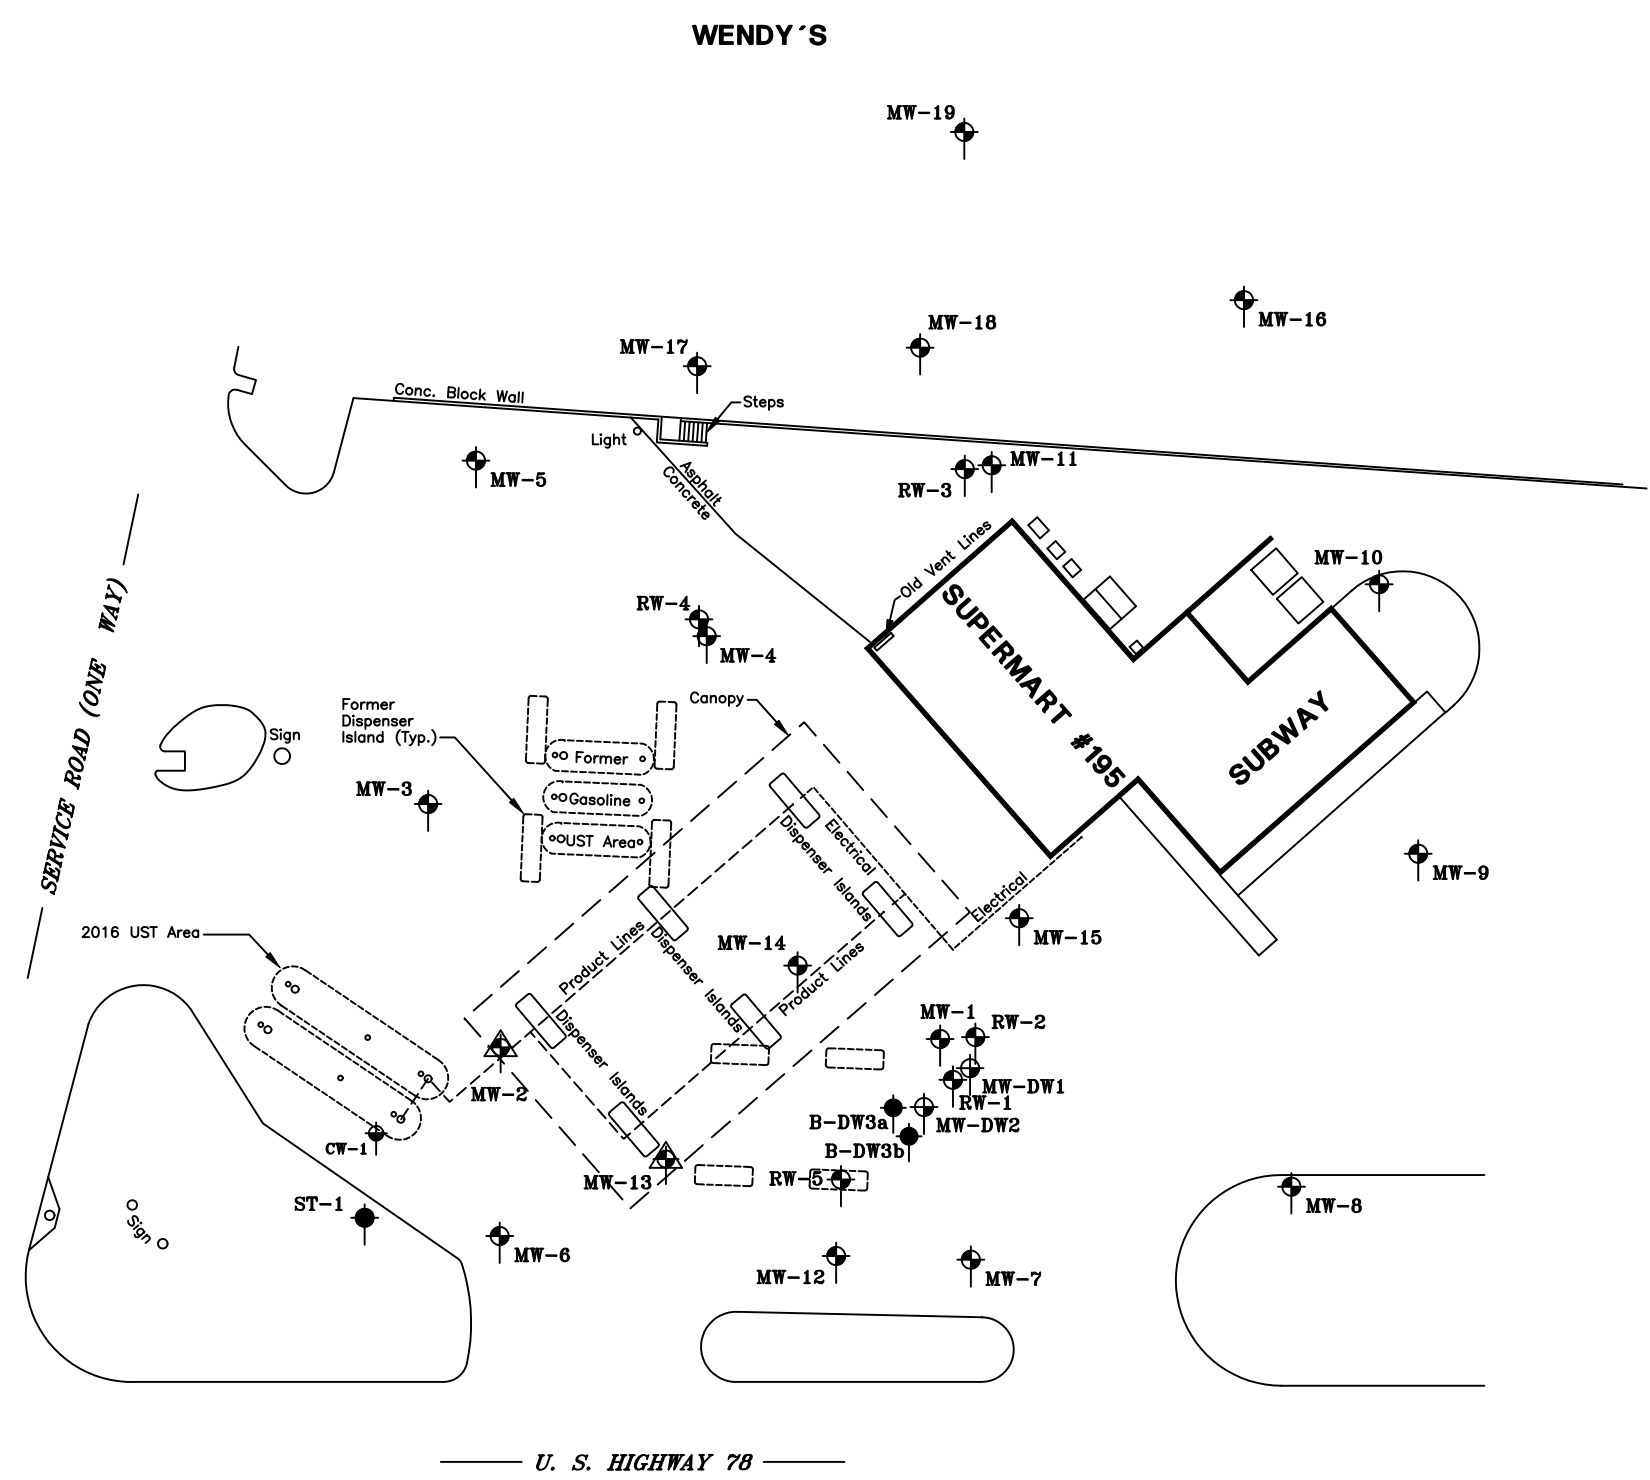 WENDY´S
MW-19
MW-16
MW-18
MW-17
Conc. Block Wall
Steps
Light
MW-5
Asphalt
Concrete
MW-11
RW-3
Old Vent Lines
MW-10
SERVICE ROAD (ONE WAY)
RW-4
MW-4
SUPERMART #195
SUBWAY
Canopy
Former
Dispenser
Island (Typ.)
Sign
Former
Gasoline
UST Area
MW-3
Electrical
Dispenser Islands
MW-9
Electrical
MW-15
2016 UST Area
Product Lines
Dispenser Islands
MW-14
Product Lines
Dispenser Islands
MW-1
RW-2
MW-2
MW-DW1
RW-1
B-DW3a
MW-DW2
B-DW3b
CW-1
MW-13
RW-5
ST-1
Sign
MW-8
MW-6
MW-12
MW-7
U. S. HIGHWAY 78